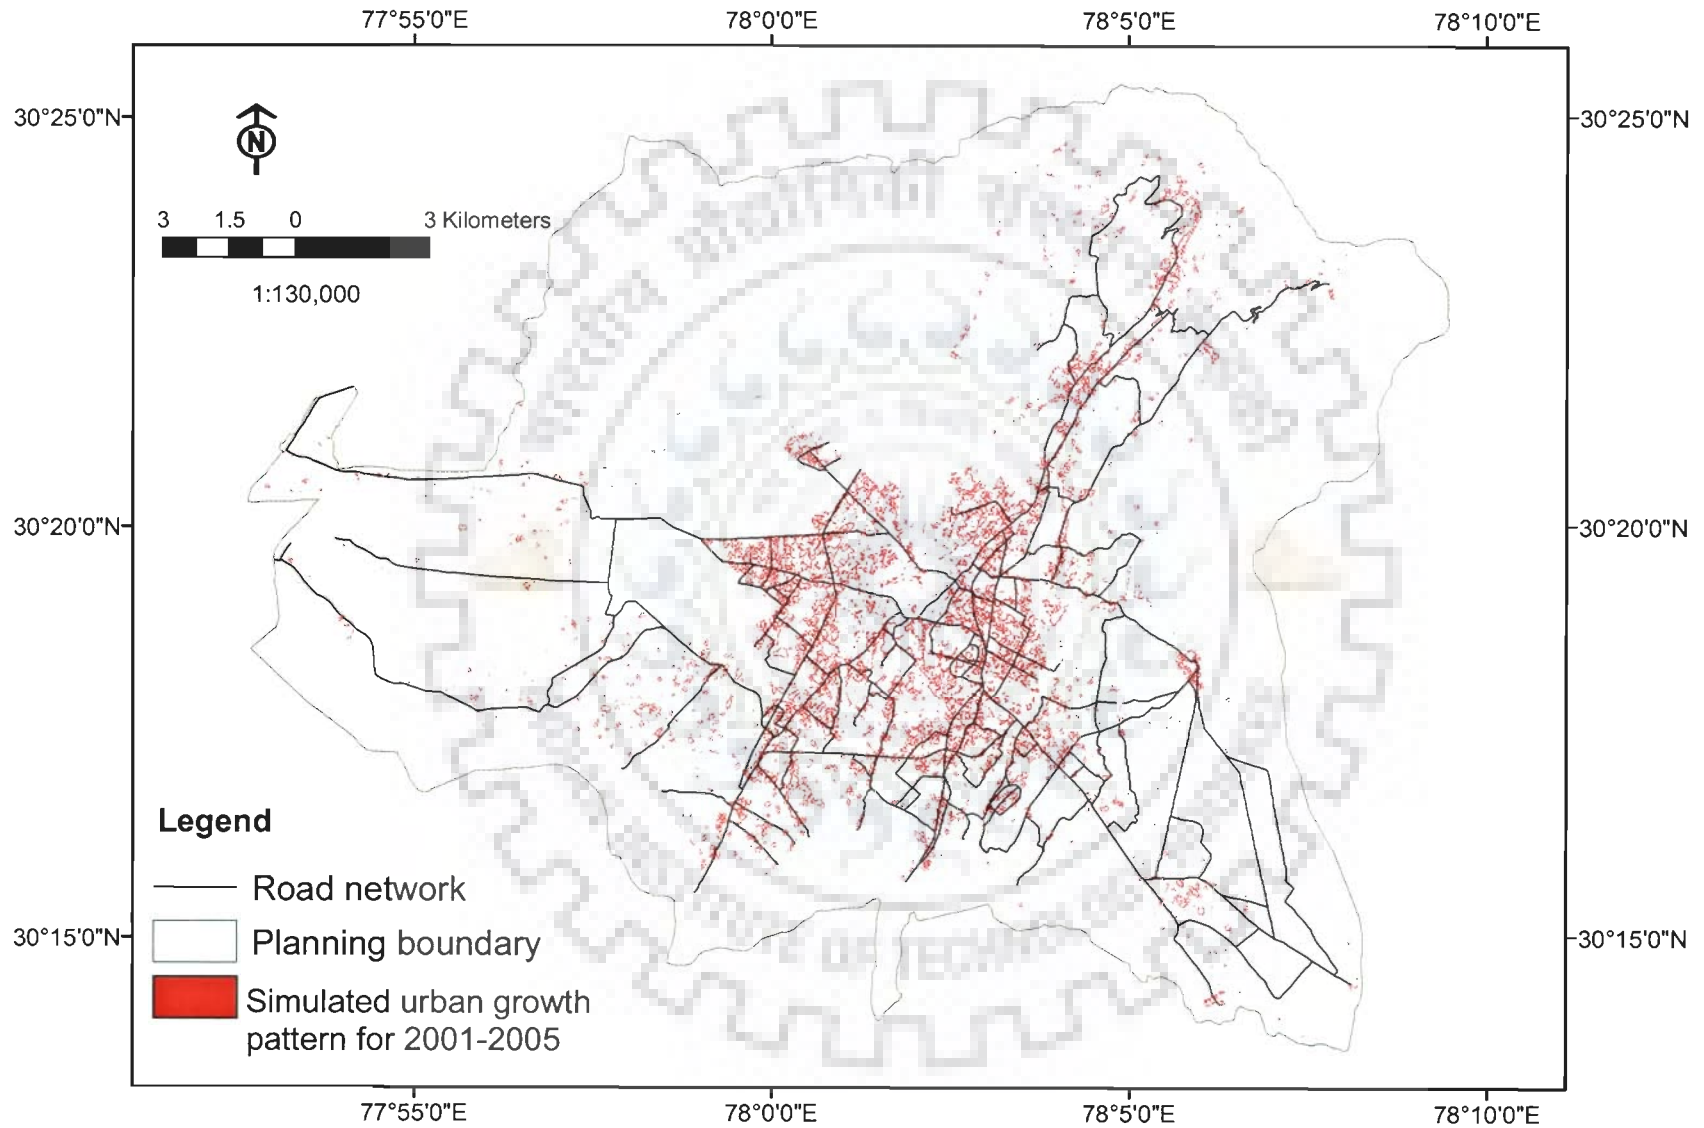 77°55'0"E 78°0'0"E 78°5'0"E 78°10'0"E
30°25'0"N 30°25'0"N
N
3 1.5 0 3 Kilometers
1:130,000
30°20'0"N 30°20'0"N
Legend
Road network
Planning boundary
30°15'0"N 30°15'0"N
Simulated urban growth
pattern for 2001-2005
77°55'0"E 78°0'0"E 78°5'0"E 78°10'0"E